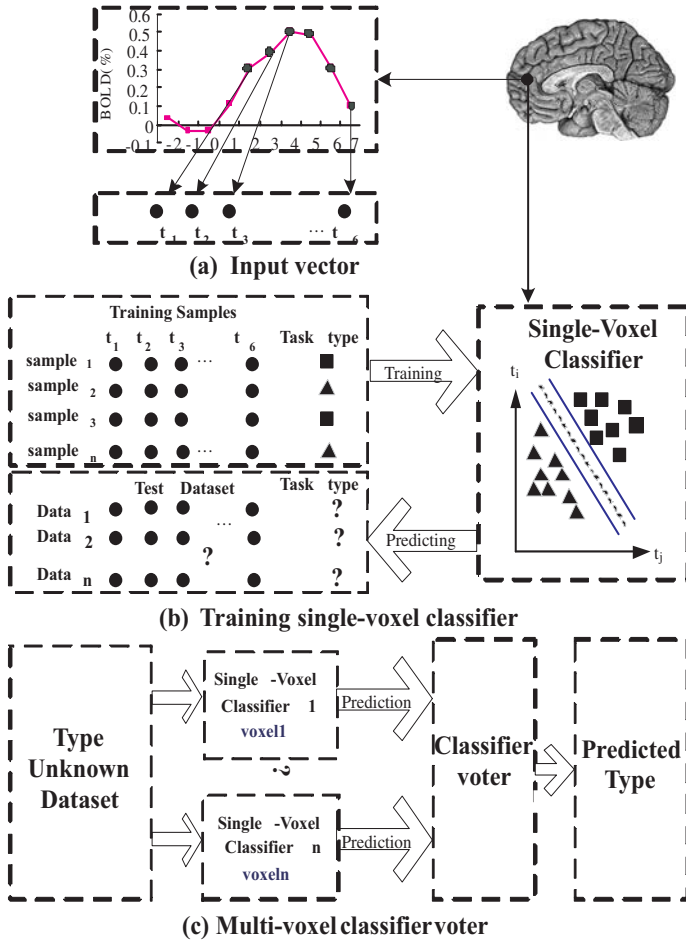 0.6
0.5
0.4
0.3
0.2
0.1
0
-0.1
BOLD(%)
-2 -1 0 1 2 3 4 5 6 7
t 1 t 2 t 3 ... t 6
(a) Input vector
Training Samples
t1 t2 t3 ... t6 Task type
sample 1
sample 2
sample 3
sample n ...
Training
Single-Voxel
Classifier
ti
tj
Test Dataset Task type
Data 1 ?
...
Data 2 ?
?
Data n ?
Predicting
(b) Training single-voxel classifier
Type
Unknown
Dataset
Single -Voxel
Classifier 1
voxel1
Prediction
?
Single -Voxel
Classifier n
voxeln
Prediction
Classifier
voter
Predicted
Type
(c) Multi-voxel classifier voter